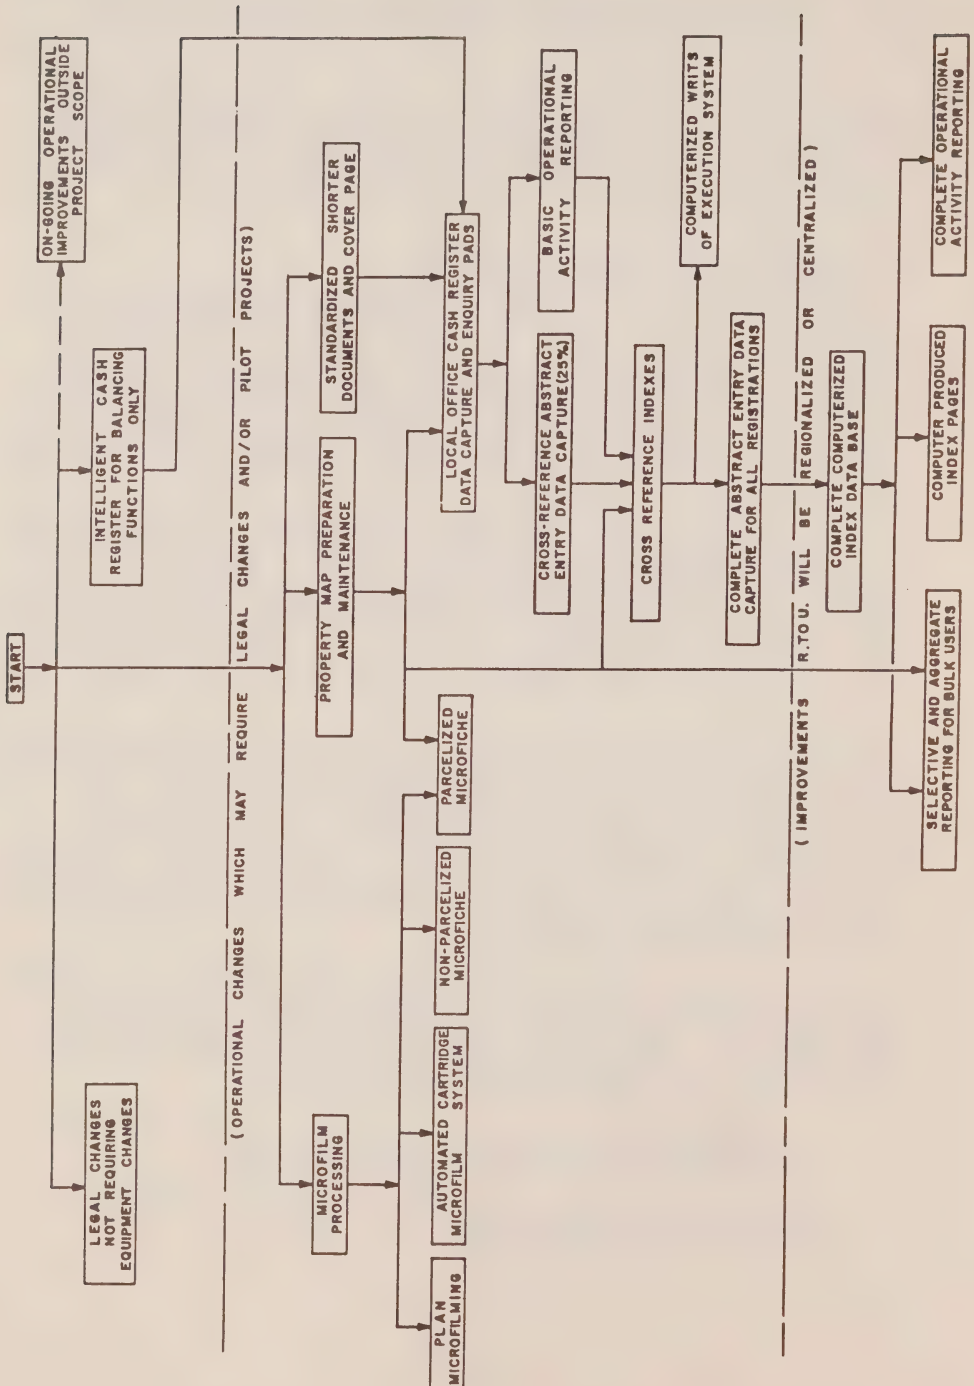 START
LEGAL CHANGES
NOT REQUIRING
EQUIPMENT CHANGES
INTELLIGENT CASH
REGISTER FOR BALANCING
FUNCTIONS ONLY
ON-GOING OPERATIONAL
IMPROVEMENTS OUTSIDE
PROJECT SCOPE
(OPERATIONAL CHANGES WHICH MAY REQUIRE LEGAL CHANGES AND/OR PILOT PROJECTS)
MICROFILM
PROCESSING
PROPERTY MAP PREPARATION
AND MAINTENANCE
STANDARDIZED SHORTER
DOCUMENTS AND COVER PAGE
PLAN
MICROFILMING
AUTOMATED CARTRIDGE
MICROFILM SYSTEM
NON-PARCELIZED
MICROFICHE
PARCELIZED
MICROFICHE
LOCAL OFFICE CASH REGISTER
DATA CAPTURE AND ENQUIRY PADS
CROSS-REFERENCE ABSTRACT
ENTRY DATA CAPTURE (25%)
BASIC OPERATIONAL
ACTIVITY REPORTING
CROSS REFERENCE INDEXES
COMPUTERIZED WRITS
OF EXECUTION SYSTEM
COMPLETE ABSTRACT ENTRY DATA
CAPTURE FOR ALL REGISTRATIONS
(IMPROVEMENTS R.TO U. WILL BE REGIONALIZED OR CENTRALIZED)
COMPLETE COMPUTERIZED
INDEX DATA BASE
SELECTIVE AND AGGREGATE
REPORTING FOR BULK USERS
COMPUTER PRODUCED
INDEX PAGES
COMPLETE OPERATIONAL
ACTIVITY REPORTING